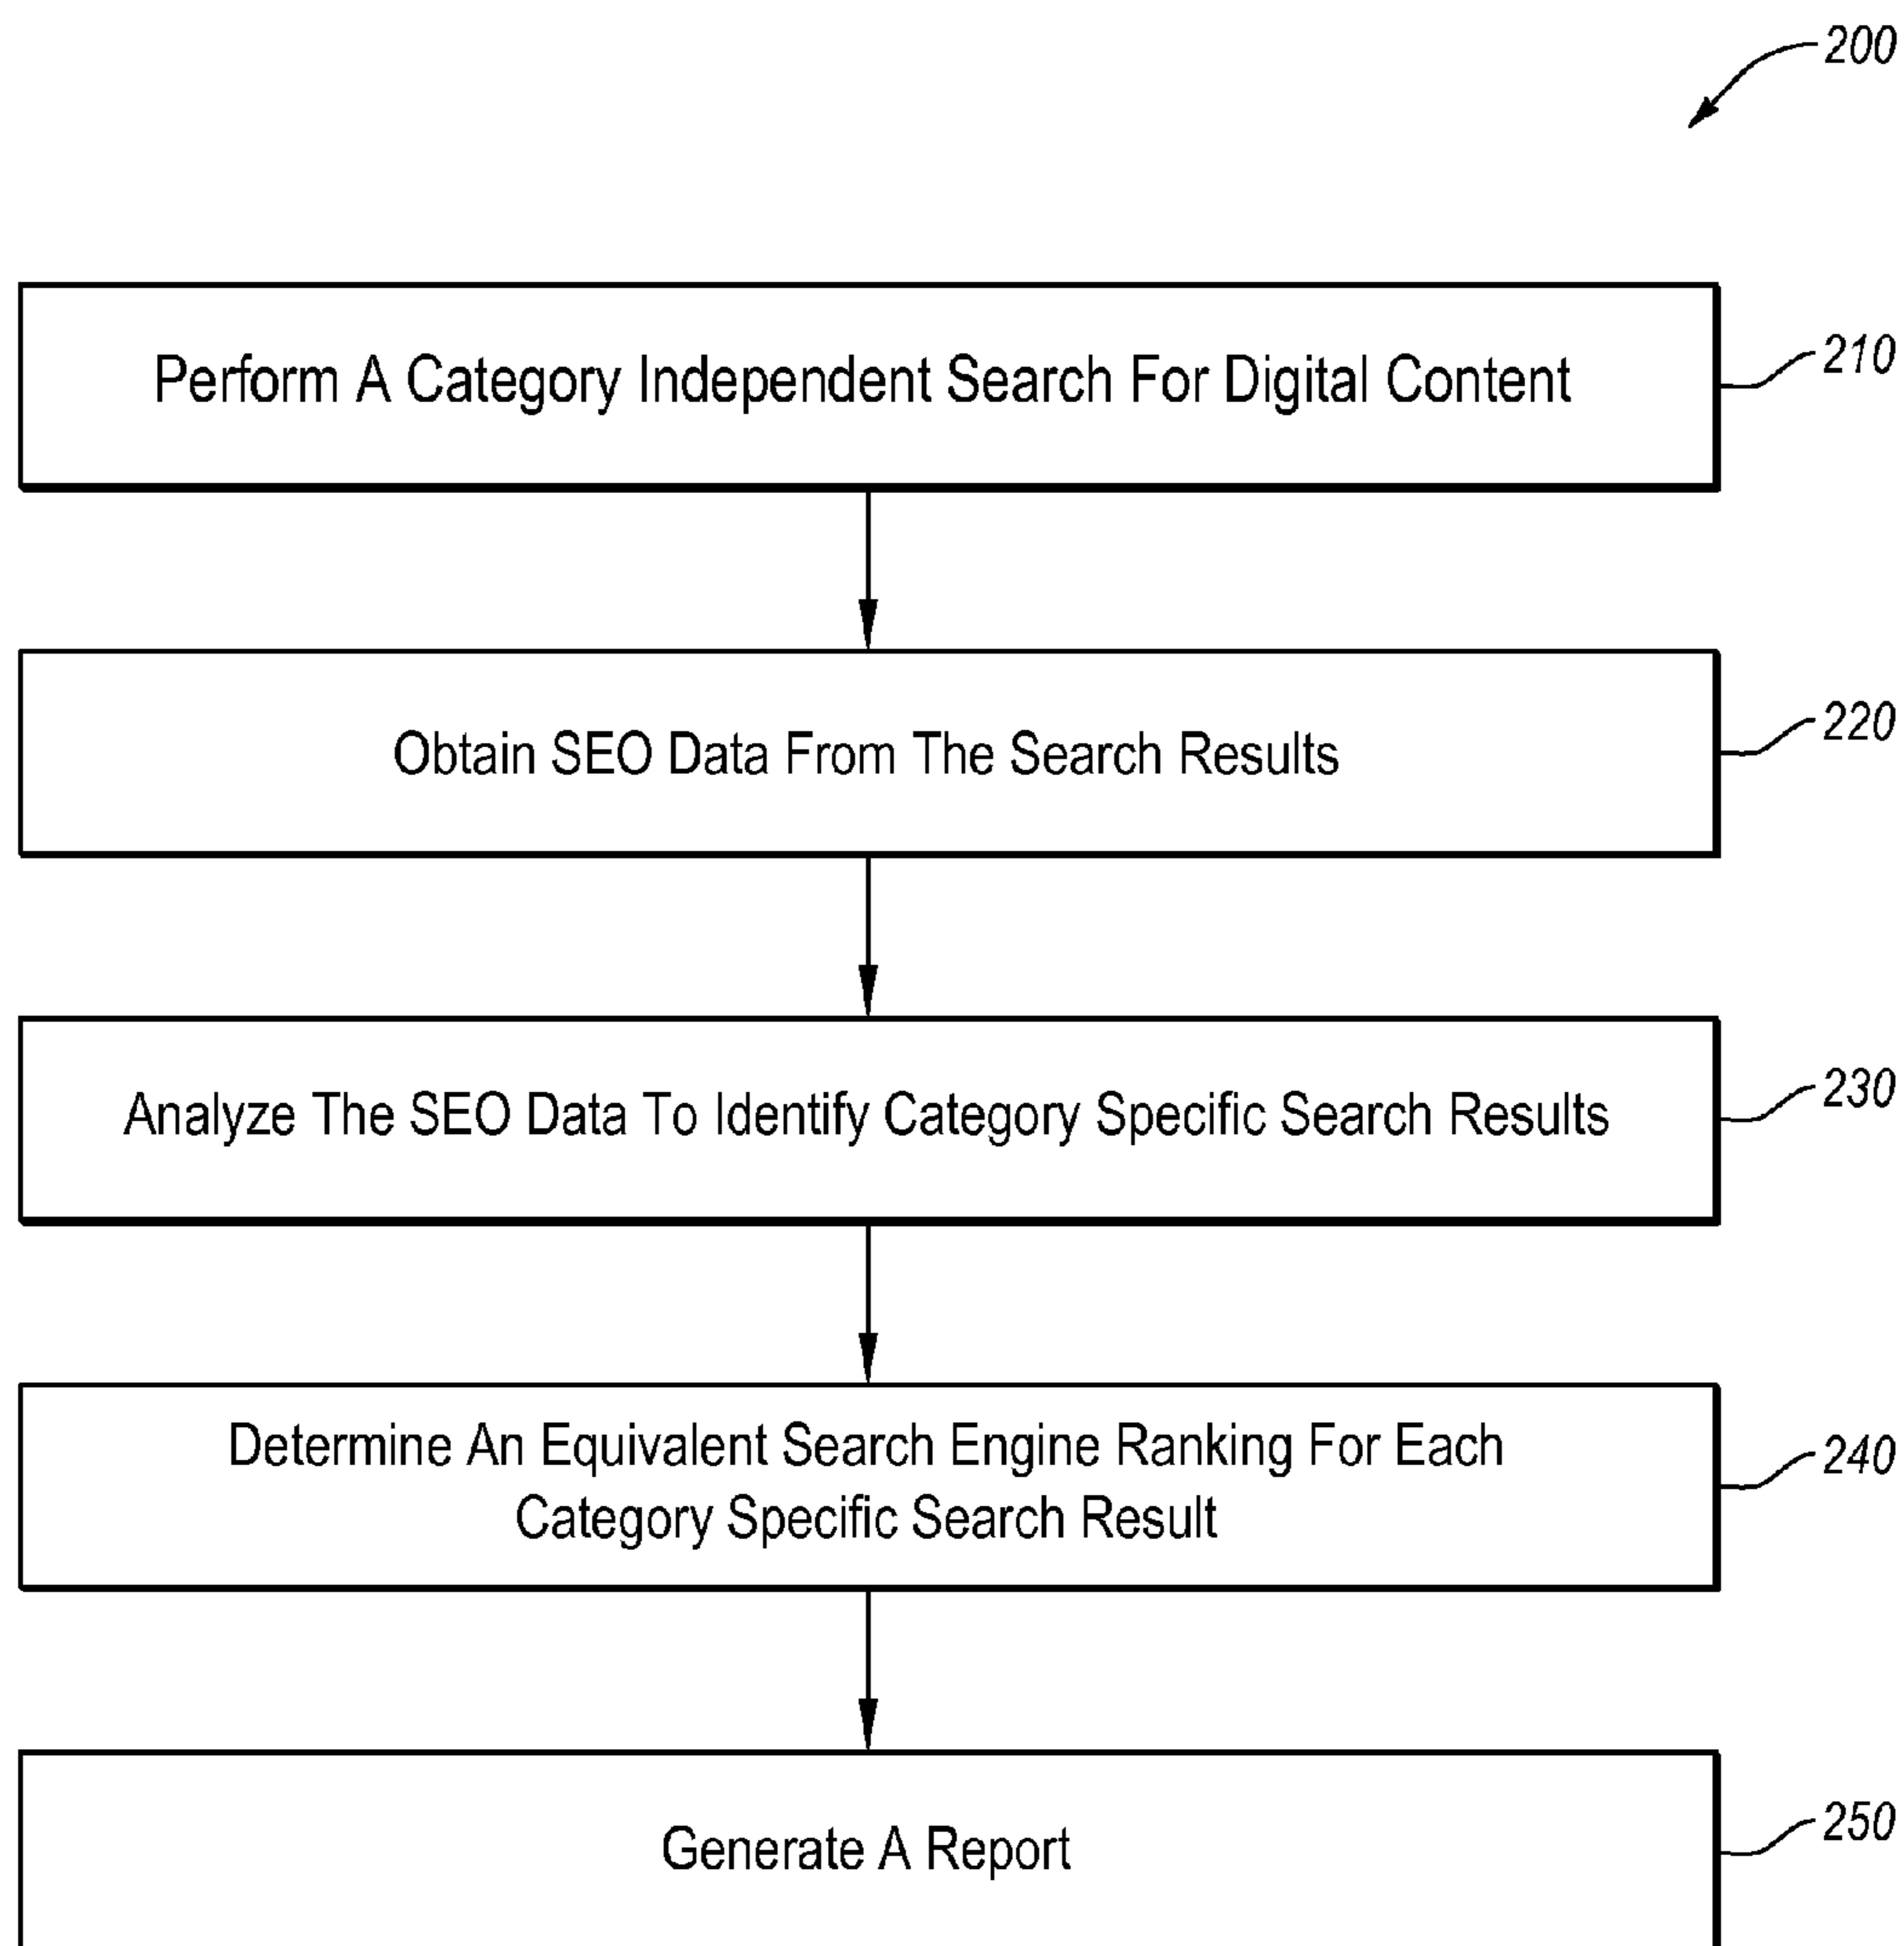 200
Perform A Category Independent Search For Digital Content
210
Obtain SEO Data From The Search Results
220
Analyze The SEO Data To Identify Category Specific Search Results
230
Determine An Equivalent Search Engine Ranking For Each
Category Specific Search Result
240
Generate A Report
250